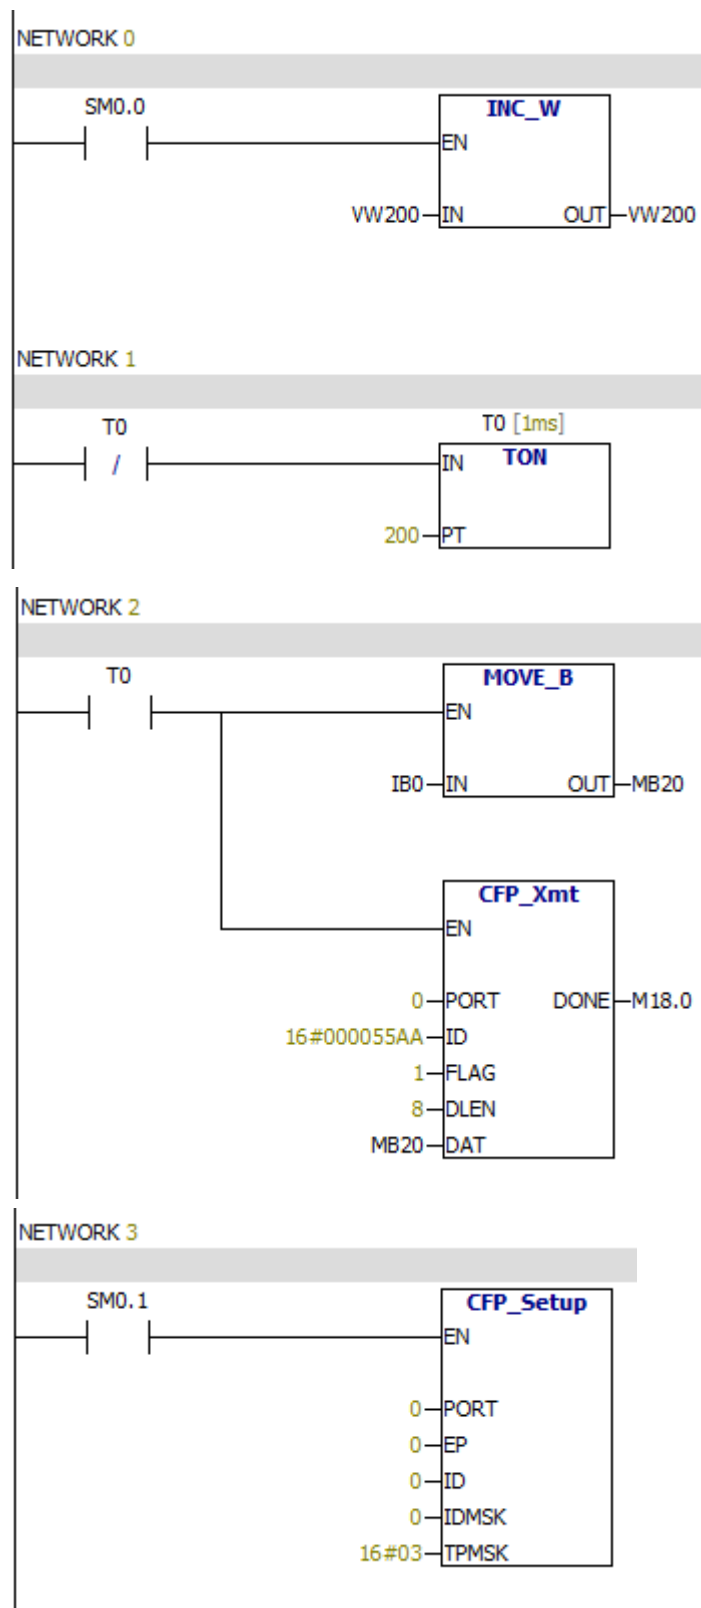 NETWORK 0
SM0.0
INC_W
EN
VW200 IN OUT VW200
NETWORK 1
T0
/
T0 [1ms]
IN TON
200 PT
NETWORK 2
T0
MOVE_B
EN
IB0 IN OUT MB20
CFP_Xmt
EN
0 PORT DONE M18.0
16#000055AA ID
1 FLAG
8 DLEN
MB20 DAT
NETWORK 3
SM0.1
CFP_Setup
EN
0 PORT
0 EP
0 ID
0 IDMSK
16#03 TPMSK